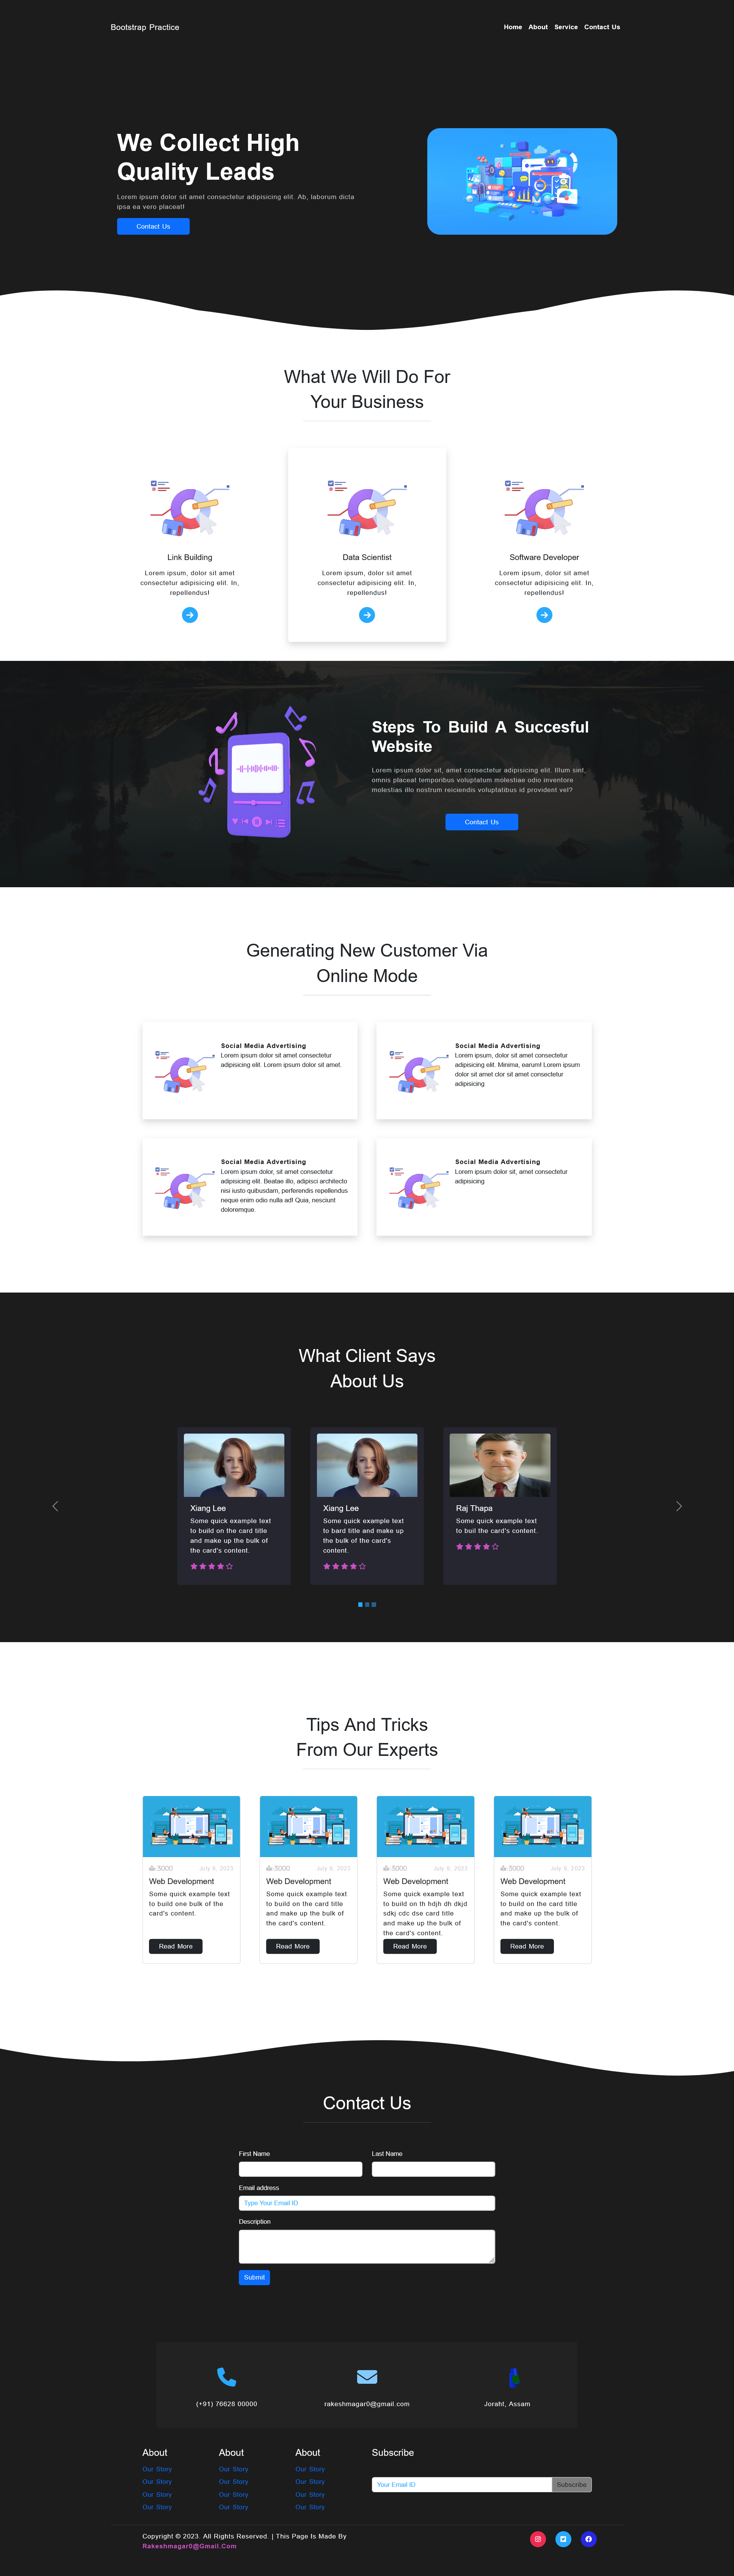 Bootstrap Practice
Home About Service Contact Us
We Collect High
Quality Leads
Lorem ipsum dolor sit amet consectetur adipisicing elit. Ab, laborum dicta
ipsa ea vero placeat!
Contact Us
What We Will Do For
Your Business
Link Building
Lorem ipsum, dolor sit amet
consectetur adipisicing elit. In,
repellendus!
Data Scientist
Lorem ipsum, dolor sit amet
consectetur adipisicing elit. In,
repellendus!
Software Developer
Lorem ipsum, dolor sit amet
consectetur adipisicing elit. In,
repellendus!
Steps To Build A Succesful
Website
Lorem ipsum dolor sit, amet consectetur adipisicing elit. Illum sint,
omnis placeat temporibus voluptatum molestiae odio inventore
molestias illo nostrum reiciendis voluptatibus id provident vel?
Contact Us
Generating New Customer Via
Online Mode
Social Media Advertising
Lorem ipsum dolor sit amet consectetur
adipisicing elit. Lorem ipsum dolor sit amet.
Social Media Advertising
Lorem ipsum, dolor sit amet consectetur
adipisicing elit. Minima, earum! Lorem ipsum
dolor sit amet clor sit amet consectetur
adipisicing
Social Media Advertising
Lorem ipsum dolor, sit amet consectetur
adipisicing elit. Beatae illo, adipisci architecto
nisi iusto quibusdam, perferendis repellendus
neque enim odio nulla ad! Quia, nesciunt
doloremque.
Social Media Advertising
Lorem ipsum dolor sit, amet consectetur
adipisicing
What Client Says
About Us
Xiang Lee
Some quick example text
to build on the card title
and make up the bulk of
the card's content.
Xiang Lee
Some quick example text
to bard title and make up
the bulk of the card's
content.
Raj Thapa
Some quick example text
to buil the card's content.
Tips And Tricks
From Our Experts
3000 July 6, 2023
Web Development
Some quick example text
to build one bulk of the
card's content.
Read More
3000 July 6, 2023
Web Development
Some quick example text
to build on the card title
and make up the bulk of
the card's content.
Read More
3000 July 6, 2023
Web Development
Some quick example text
to build on th hdjh dh dkjd
sdkj cdc dse card title
and make up the bulk of
the card's content.
Read More
3000 July 6, 2023
Web Development
Some quick example text
to build on the card title
and make up the bulk of
the card's content.
Read More
Contact Us
First Name Last Name
Email address
Type Your Email ID
Description
Submit
(+91) 76628 00000
rakeshmagar0@gmail.com
Joraht, Assam
About About About Subscribe
Our Story Our Story Our Story
Our Story Our Story Our Story
Your Email ID Subscribe
Our Story Our Story Our Story
Our Story Our Story Our Story
Copyright © 2023. All Rights Reserved. | This Page Is Made By
Rakeshmagar0@Gmail.Com